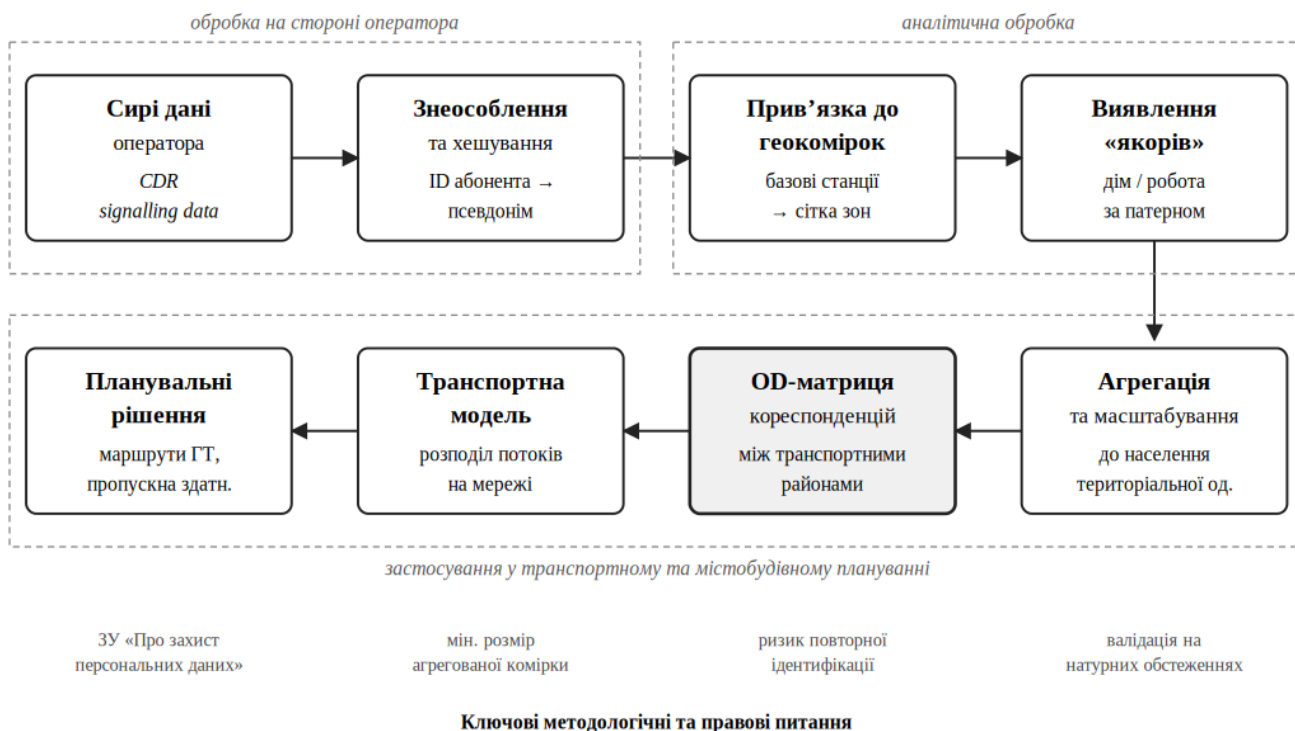 обробка на стороні оператора
аналітична обробка
Сирі дані
оператора
CDR
signalling data
Знеособлення
та хешування
ID абонента →
псевдонім
Прив’язка до
геокомірок
базові станції
→ сітка зон
Виявлення
«якорів»
дім / робота
за патерном
Планувальні
рішення
маршрути ГТ,
пропускна здатн.
Транспортна
модель
розподіл потоків
на мережі
OD-матриця
кореспонденцій
між транспортними
районами
Агрегація
та масштабування
до населення
територіальної од.
застосування у транспортному та містобудівному плануванні
ЗУ «Про захист
персональних даних»
мін. розмір
агрегованої комірки
ризик повторної
ідентифікації
валідація на
натурних обстеженнях
Ключові методологічні та правові питання